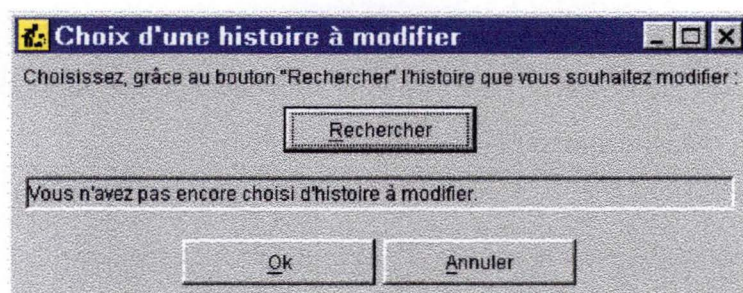 Choix d'une histoire à modifier
Choisissez, grâce au bouton "Rechercher" l'histoire que vous souhaitez modifier :
Rechercher
Vous n'avez pas encore choisi d'histoire à modifier.
Ok Annuler